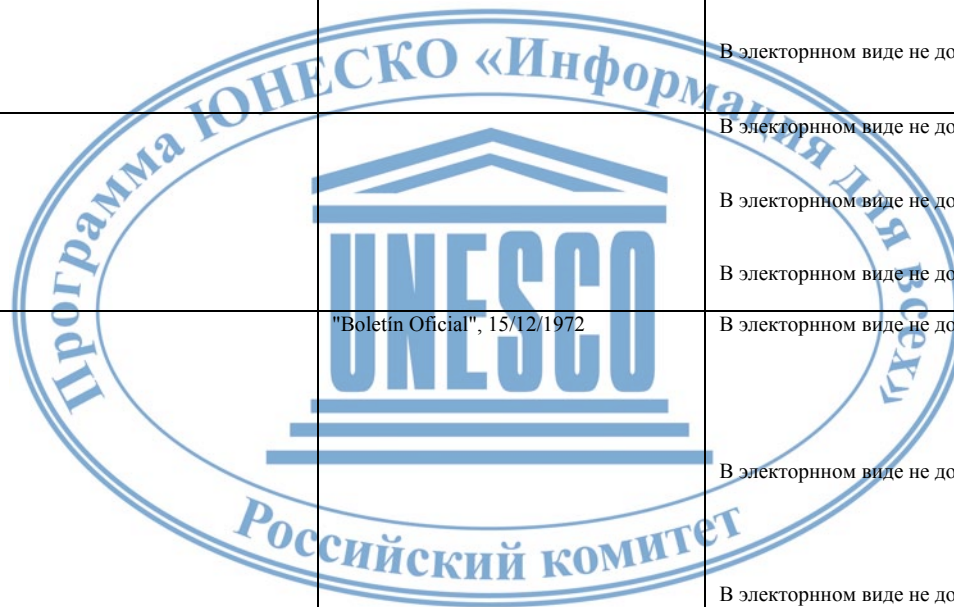 В электорнном виде не до
Программа ЮНЕСКО «Информация для всех»
В электорнном виде не до
В электорнном виде не до
В электорнном виде не до
UNESCO
"Boletín Oficial", 15/12/1972
В электорнном виде не до
В электорнном виде не до
Российский комитет
В электорнном виде не до